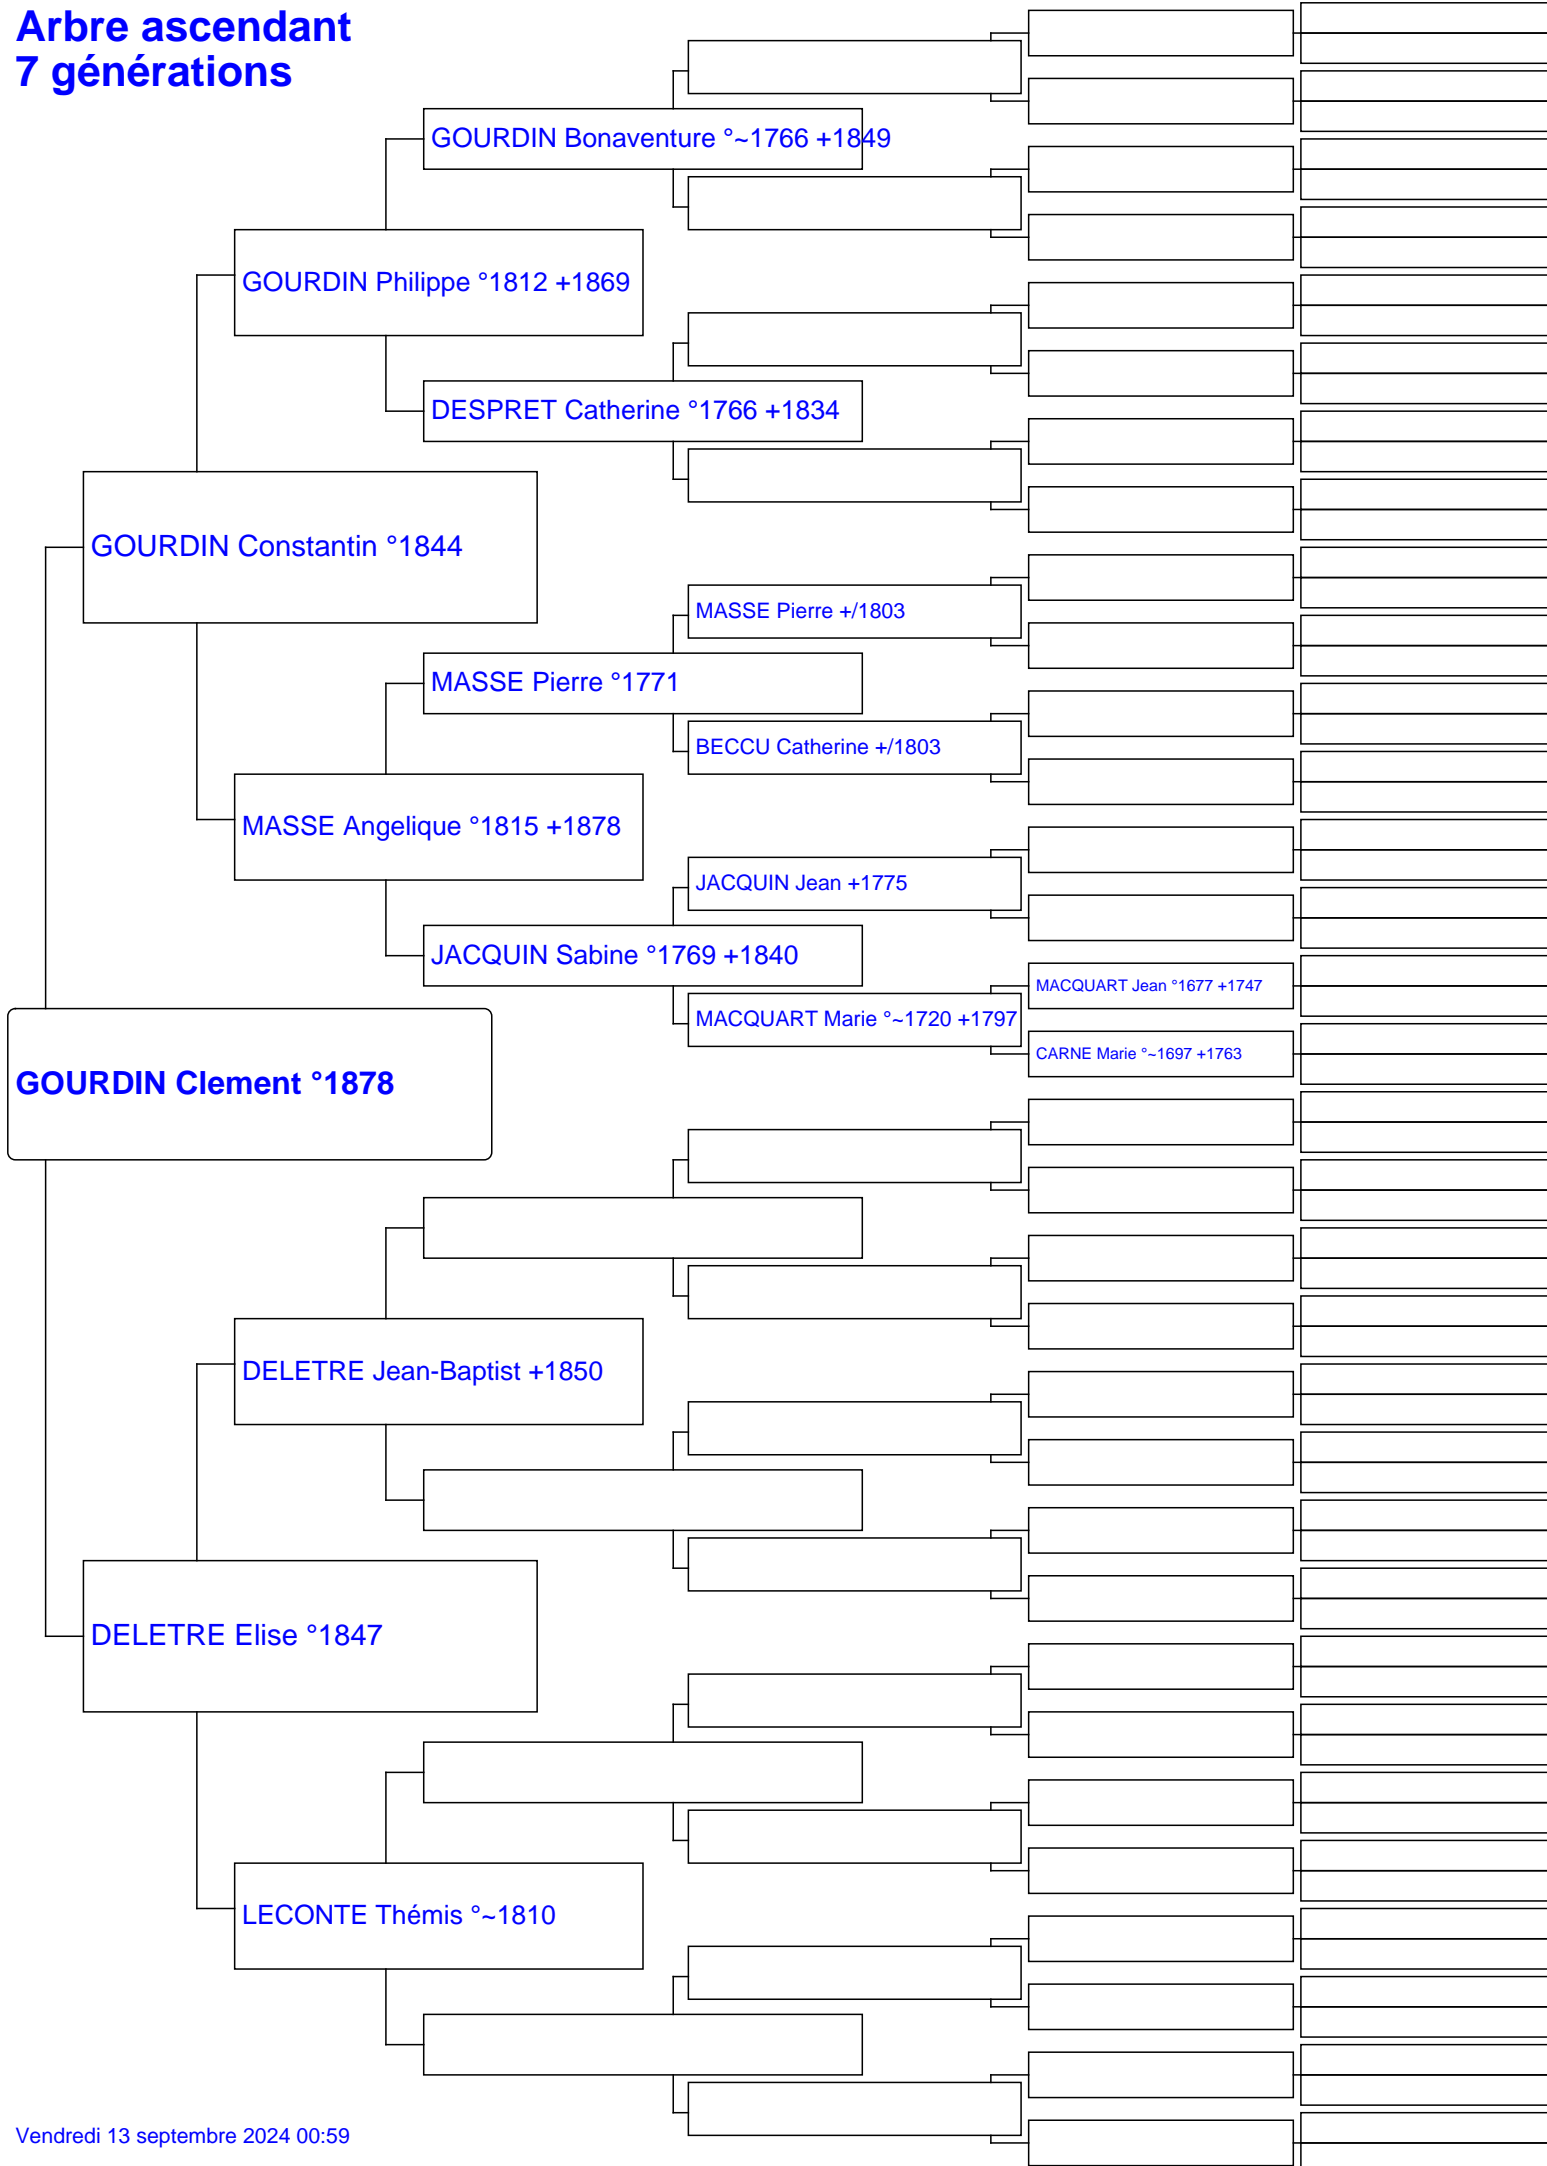 Arbre ascendant
7 générations
GOURDIN Bonaventure °~1766 +1849
GOURDIN Philippe °1812 +1869
DESPRET Catherine °1766 +1834
GOURDIN Constantin °1844
MASSE Pierre +/1803
MASSE Pierre °1771
BECCU Catherine +/1803
MASSE Angelique °1815 +1878
JACQUIN Jean +1775
JACQUIN Sabine °1769 +1840
MACQUART Jean °1677 +1747
MACQUART Marie °~1720 +1797
CARNE Marie °~1697 +1763
GOURDIN Clement °1878
DELETRE Jean-Baptist +1850
DELETRE Elise °1847
LECONTE Thémis °~1810
Vendredi 13 septembre 2024 00:59